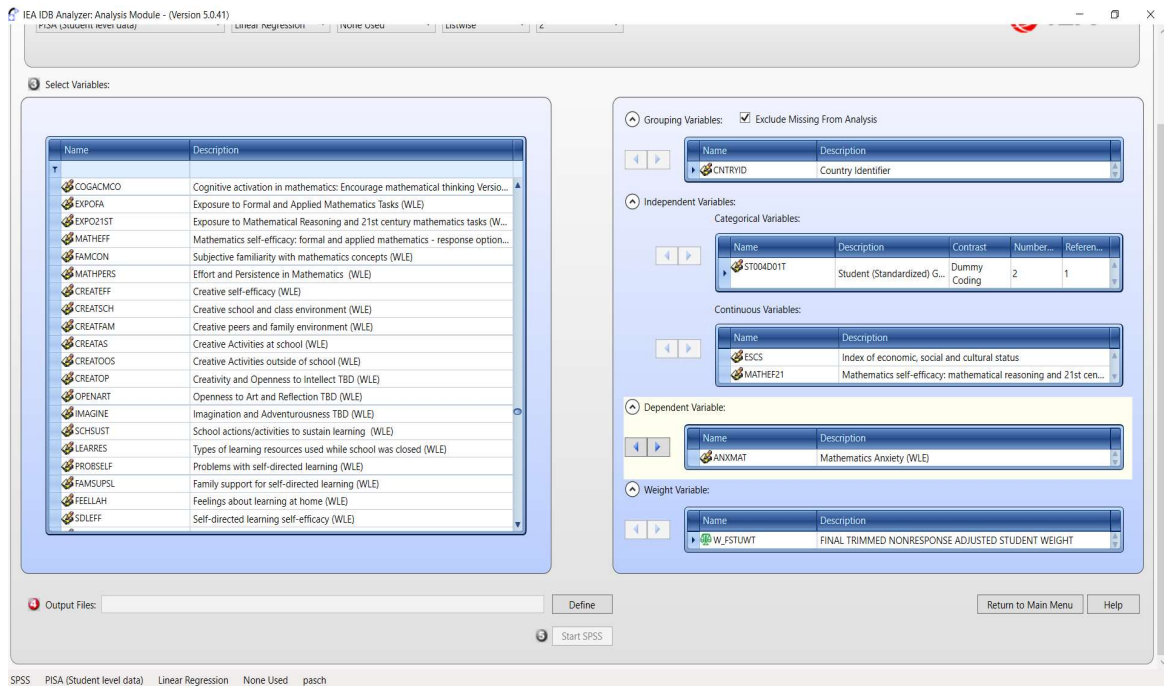 IEA IDB Analyzer: Analysis Module - (Version 5.0.41)
PISA (Student level data) Linear Regression None Used Listwise 2
3 Select Variables:
Name Description
COGACMCO Cognitive activation in mathematics: Encourage mathematical thinking Versio...
EXPOFA Exposure to Formal and Applied Mathematics Tasks (WLE)
EXPO21ST Exposure to Mathematical Reasoning and 21st century mathematics tasks (W...
MATHEFF Mathematics self-efficacy: formal and applied mathematics - response option...
FAMCON Subjective familiarity with mathematics concepts (WLE)
MATHPERS Effort and Persistence in Mathematics (WLE)
CREATEFF Creative self-efficacy (WLE)
CREATSCH Creative school and class environment (WLE)
CREATFAM Creative peers and family environment (WLE)
CREATAS Creative Activities at school (WLE)
CREATOOS Creative Activities outside of school (WLE)
CREATOP Creativity and Openness to Intellect TBD (WLE)
OPENART Openness to Art and Reflection TBD (WLE)
IMAGINE Imagination and Adventurousness TBD (WLE)
SCHSUST School actions/activities to sustain learning (WLE)
LEARRES Types of learning resources used while school was closed (WLE)
PROBSELF Problems with self-directed learning (WLE)
FAMSUPSL Family support for self-directed learning (WLE)
FEELLAH Feelings about learning at home (WLE)
SDLEFF Self-directed learning self-efficacy (WLE)
Grouping Variables: Exclude Missing From Analysis
Name Description
CNTRYID Country Identifier
Independent Variables:
Categorical Variables:
Name Description Contrast Number... Referen...
ST004D01T Student (Standardized) G... Dummy Coding 2 1
Continuous Variables:
Name Description
ESCS Index of economic, social and cultural status
MATHEF21 Mathematics self-efficacy: mathematical reasoning and 21st cen...
Dependent Variable:
Name Description
ANXMAT Mathematics Anxiety (WLE)
Weight Variable:
Name Description
W_FSTUWT FINAL TRIMMED NONRESPONSE ADJUSTED STUDENT WEIGHT
4 Output Files: Define
Return to Main Menu Help
5 Start SPSS
SPSS PISA (Student level data) Linear Regression None Used pasch